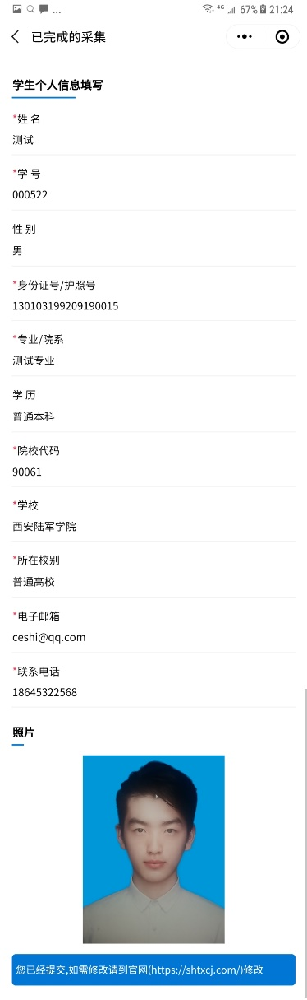 ... 4G 67% 21:24
已完成的采集
学生个人信息填写
*姓 名
测试
*学 号
000522
性 别
男
*身份证号/护照号
130103199209190015
*专业/院系
测试专业
学 历
普通本科
*院校代码
90061
*学校
西安陆军学院
*所在校别
普通高校
*电子邮箱
ceshi@qq.com
*联系电话
18645322568
照片
您已经提交,如需修改请到官网(https://shtxcj.com/)修改